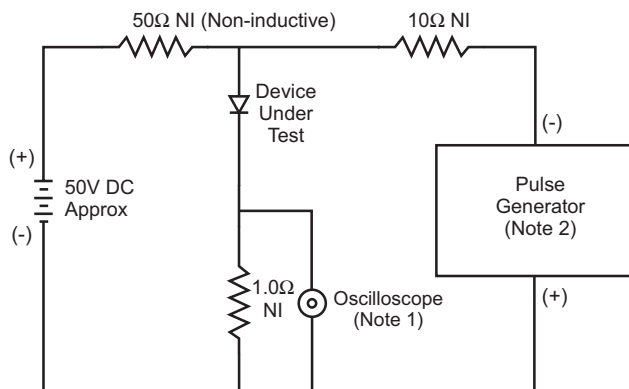 50Ω NI (Non-inductive)
10Ω NI
Device
Under
Test
(-)
(+)
50V DC
Approx
(-)
Pulse
Generator
(Note 2)
1.0Ω
NI
Oscilloscope
(Note 1)
(+)